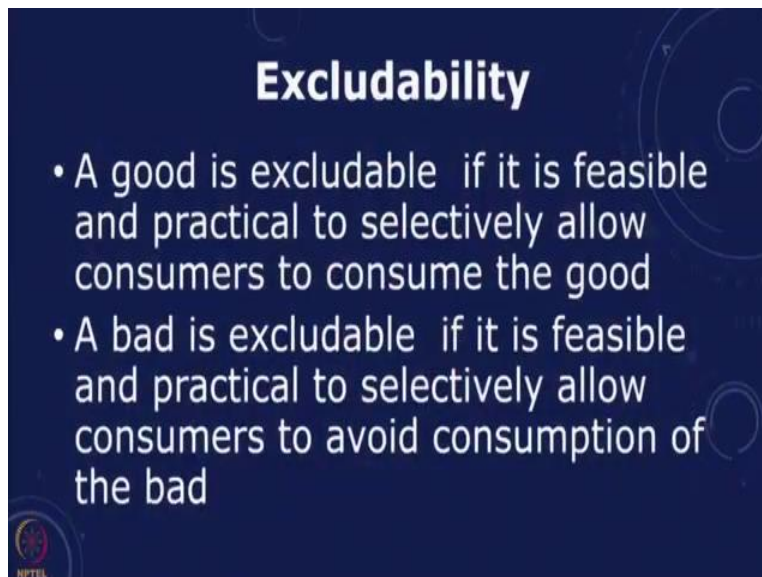 Excludability
• A good is excludable if it is feasible
and practical to selectively allow
consumers to consume the good
• A bad is excludable if it is feasible
and practical to selectively allow
consumers to avoid consumption of
the bad
NPTEL